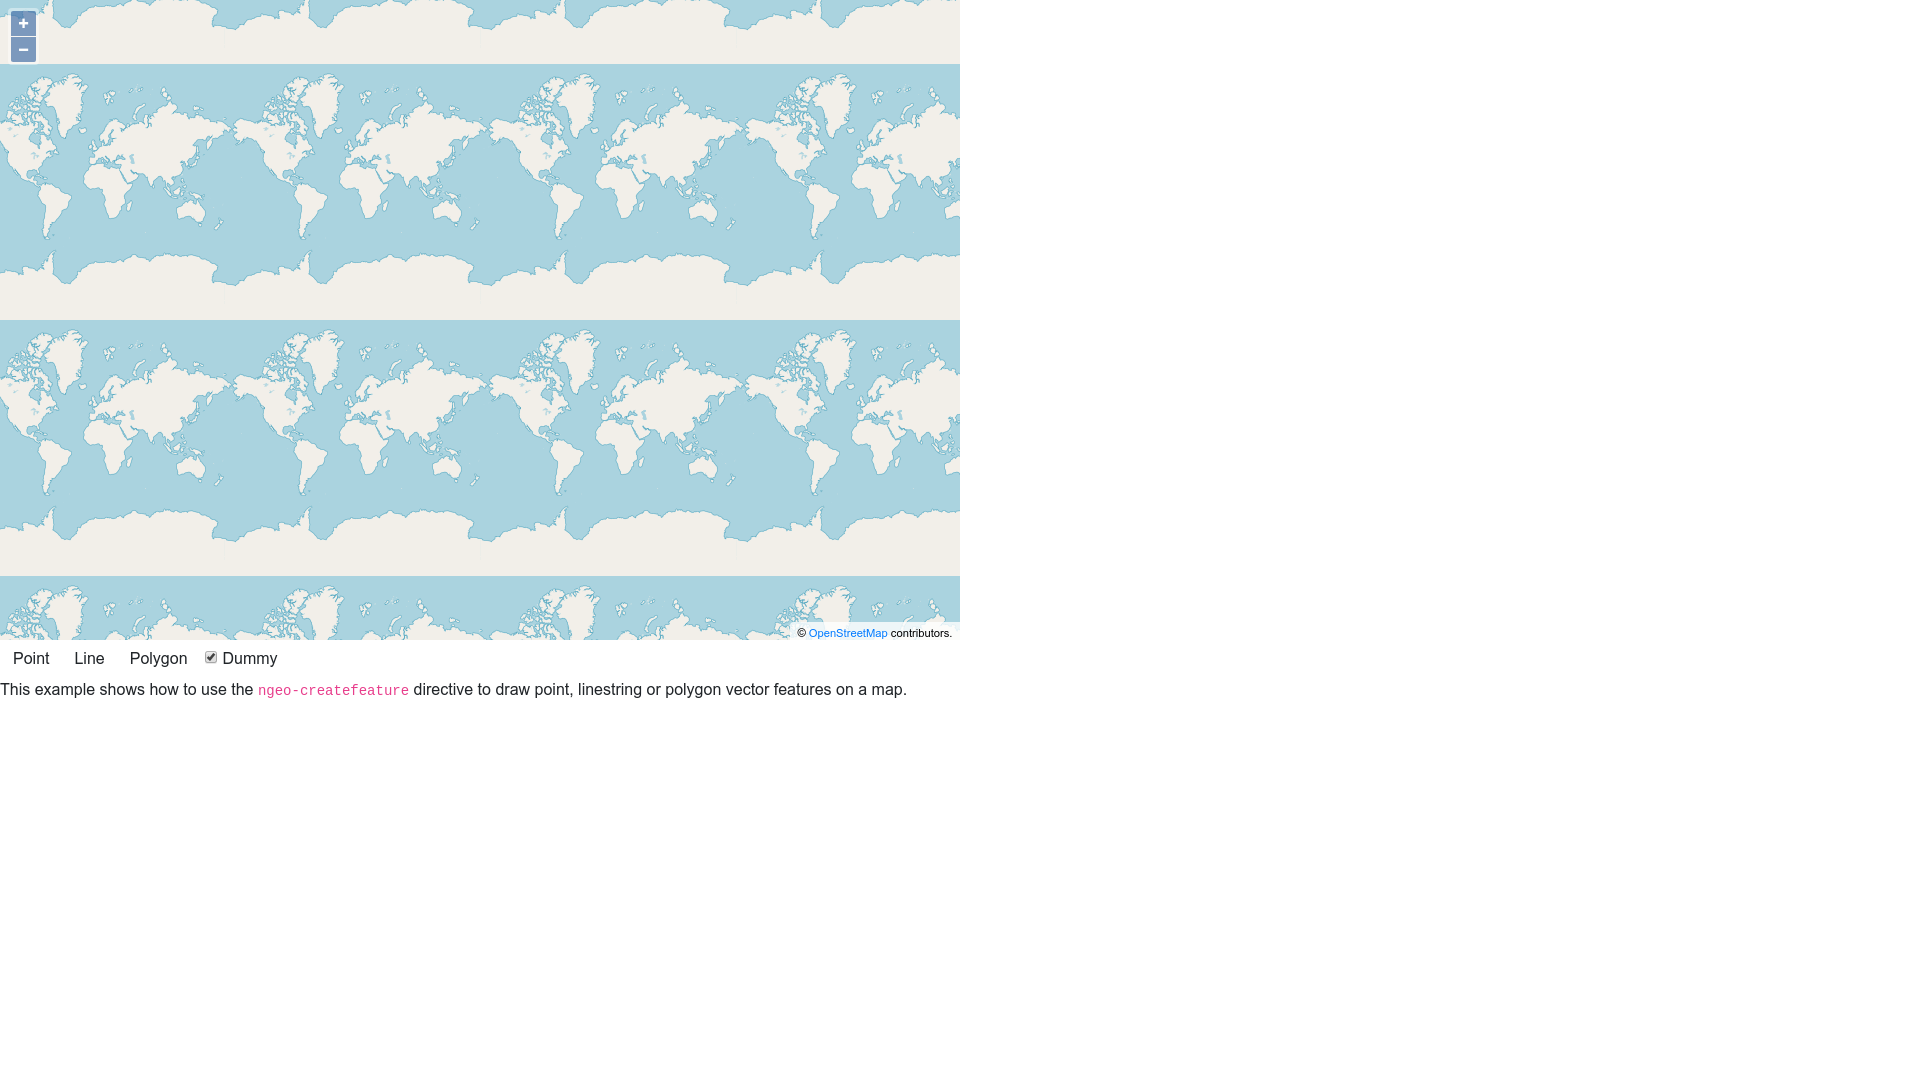 +
−
© OpenStreetMap contributors.
Point Line Polygon Dummy
This example shows how to use the ngeo-createfeature directive to draw point, linestring or polygon vector features on a map.